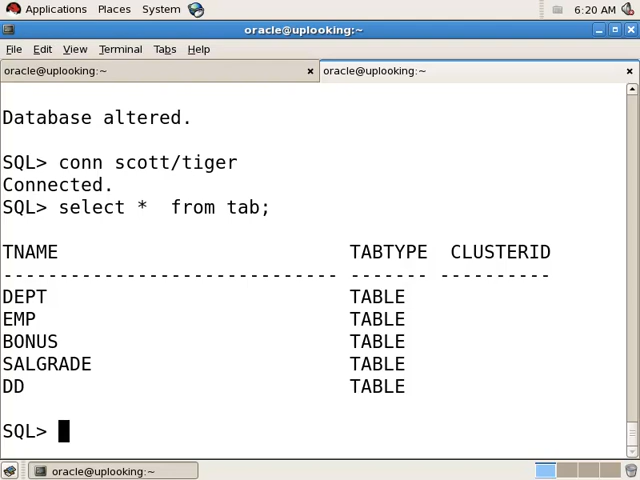 Applications Places System 6:20 AM
oracle@uplooking:~
File Edit View Terminal Tabs Help
oracle@uplooking:~ oracle@uplooking:~
Database altered.
SQL> conn scott/tiger
Connected.
SQL> select *  from tab;
TNAME                          TABTYPE  CLUSTERID
------------------------------ ------- ----------
DEPT                           TABLE
EMP                            TABLE
BONUS                          TABLE
SALGRADE                       TABLE
DD                             TABLE
SQL>
oracle@uplooking:~